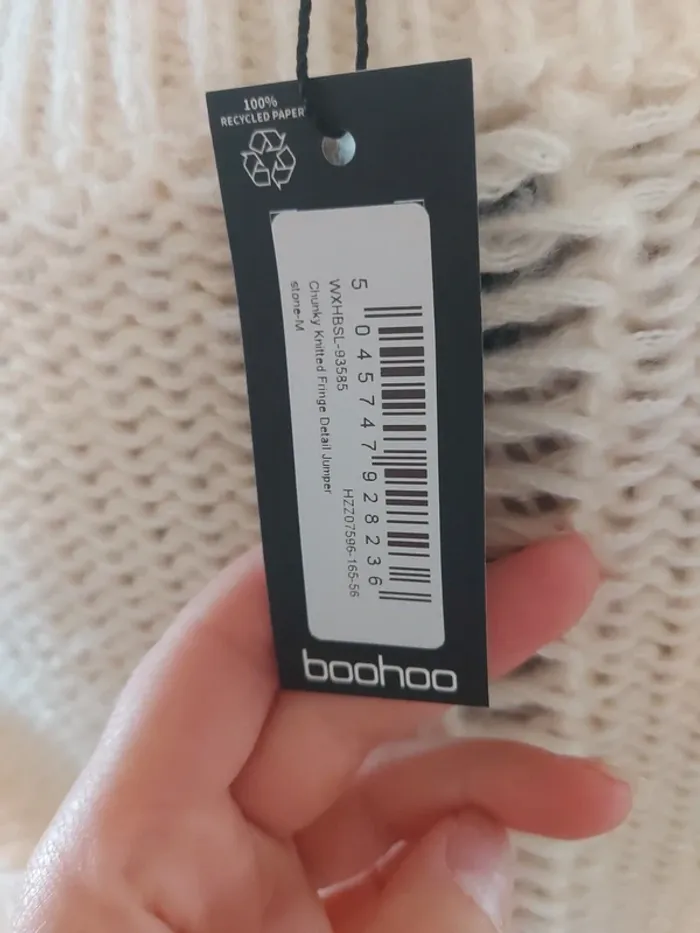 100%
RECYCLED PAPER
5 045747 928236
WXHBSL-93585 HZZ07596-165-56
Chunky Knitted Fringe Detail Jumper
stone-M
boohoo